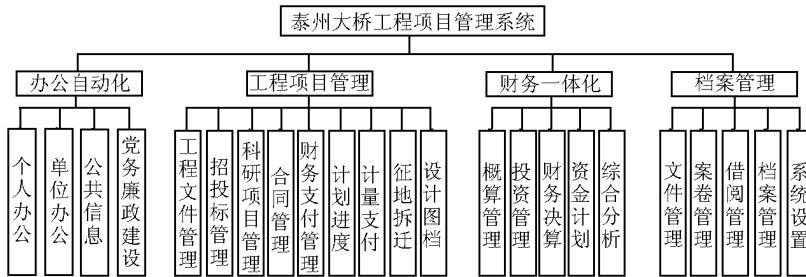 泰州大桥工程项目管理系统
办公自动化
工程项目管理
财务一体化
档案管理
个人办公
单位办公
公共信息
党务廉政建设
工程文件管理
招投标管理
科研项目管理
合同管理
财务支付管理
计划进度
计量支付
征地拆迁
设计图档
概算管理
投资管理
财务决算
资金计划
综合分析
文件管理
案卷管理
借阅管理
档案管理
系统设置